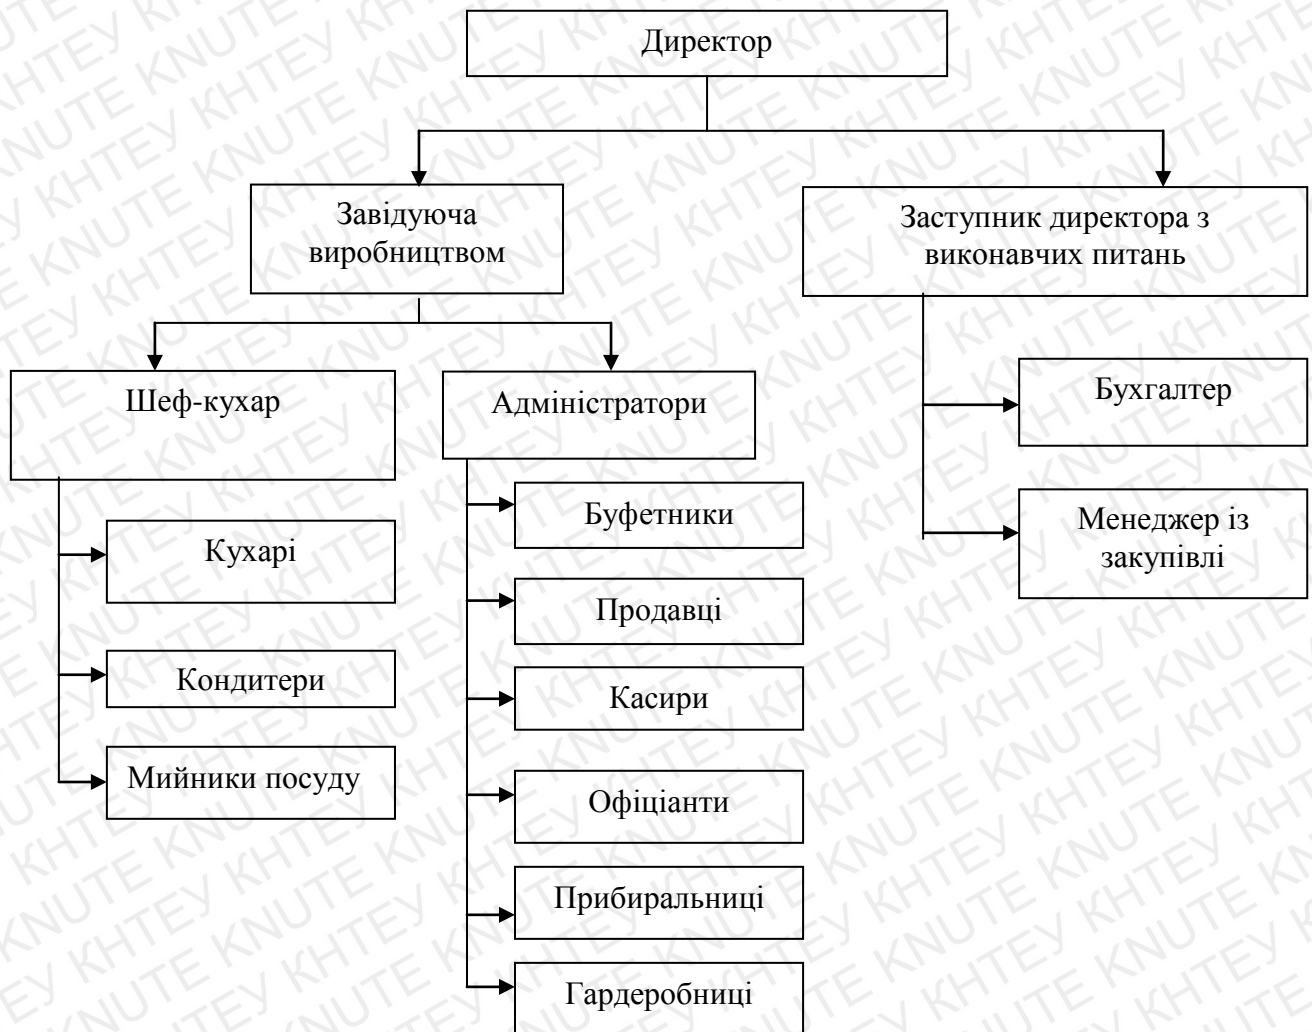 Директор
Завідуюча
виробництвом
Заступник директора з
виконавчих питань
Шеф-кухар
Адміністратори
Бухгалтер
Менеджер із
закупівлі
Кухарі
Кондитери
Мийники посуду
Буфетники
Продавці
Касири
Офіціанти
Прибиральниці
Гардеробниці